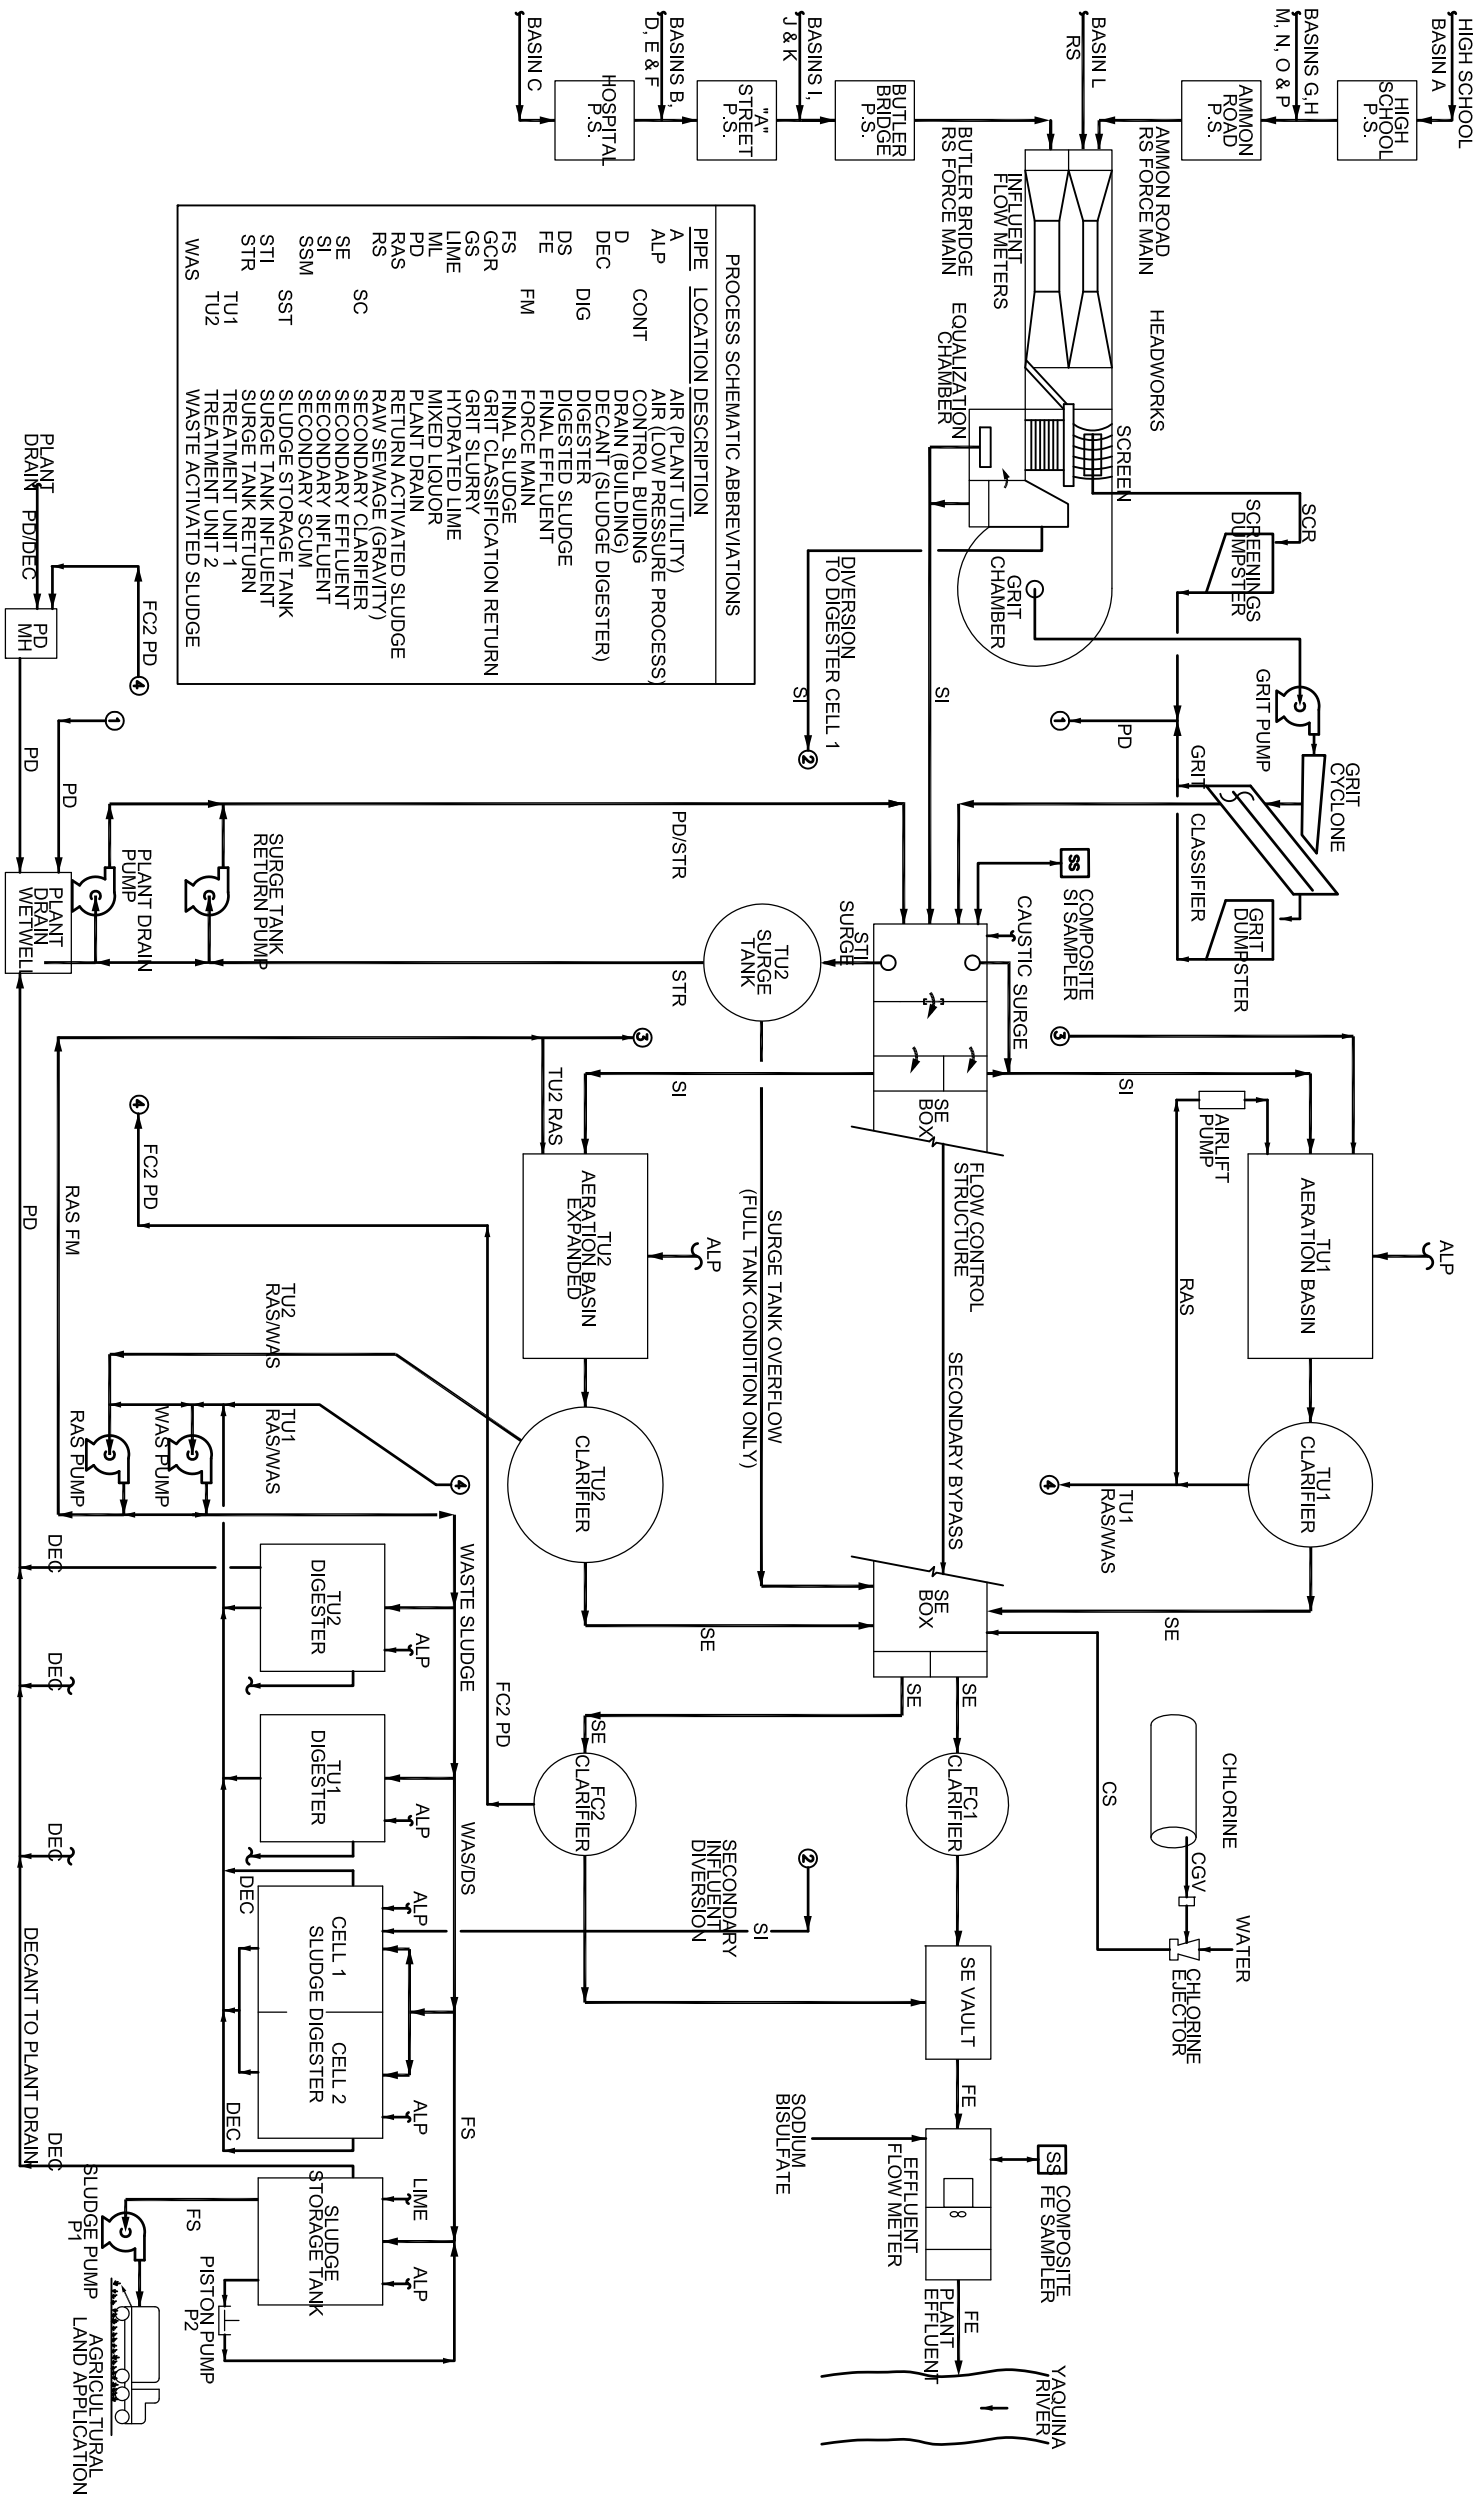 HIGH SCHOOL
BASIN A
HIGH
SCHOOL
P.S.
BASINS G,H
M, N, O & P
AMMON
ROAD
P.S.
AMMON ROAD
RS FORCE MAIN
BASIN L
RS
BUTLER BRIDGE
RS FORCE MAIN
BUTLER
BRIDGE
P.S.
BASINS I,
J & K
"A"
STREET
P.S.
BASINS B,
D, E & F
HOSPITAL
P.S.
BASIN C
INFLUENT
FLOW METERS
HEADWORKS
SCREEN
EQUALIZATION
CHAMBER
GRIT
CHAMBER
SCR
SCREENINGS
DUMPSTER
GRIT PUMP
GRIT
CYCLONE
GRIT
CLASSIFIER
GRIT
DUMPSTER
PD
1
SI
DIVERSION
TO DIGESTER CELL 1
SI
2
PROCESS SCHEMATIC ABBREVIATIONS
PIPE LOCATION DESCRIPTION
A AIR (PLANT UTILITY)
ALP AIR (LOW PRESSURE PROCESS)
CONT CONTROL BUIDING
D DRAIN (BUILDING)
DEC DECANT (SLUDGE DIGESTER)
DIG DIGESTER
DS DIGESTED SLUDGE
FE FINAL EFFLUENT
FM FORCE MAIN
FS FINAL SLUDGE
GCR GRIT CLASSIFICATION RETURN
GS GRIT SLURRY
LIME HYDRATED LIME
ML MIXED LIQUOR
PD PLANT DRAIN
RAS RETURN ACTIVATED SLUDGE
RS RAW SEWAGE (GRAVITY)
SC SECONDARY CLARIFIER
SE SECONDARY EFFLUENT
SI SECONDARY INFLUENT
SSM SECONDARY SCUM
SST SLUDGE STORAGE TANK
STI SURGE TANK INFLUENT
STR SURGE TANK RETURN
TU1 TREATMENT UNIT 1
TU2 TREATMENT UNIT 2
WAS WASTE ACTIVATED SLUDGE
PLANT
DRAIN PD/DEC
FC2 PD
4
PD
MH
PD
PD
1
PLANT
DRAIN
WETWELL
PLANT DRAIN
PUMP
SURGE TANK
RETURN PUMP
PD/STR
STR
TU2
SURGE
TANK
STI
SURGE
SS
COMPOSITE
SI SAMPLER
CAUSTIC
SURGE
SE
BOX
FLOW CONTROL
STRUCTURE
3
SI
AIRLIFT
PUMP
TU1
AERATION BASIN
ALP
RAS
TU1
CLARIFIER
TU1
RAS/WAS
4
SE
SECONDARY BYPASS
SURGE TANK OVERFLOW
(FULL TANK CONDITION ONLY)
SI
3
TU2 RAS
TU2
AERATION BASIN
EXPANDED
ALP
TU2
CLARIFIER
SE
4
FC2 PD
RAS FM
PD
TU2
RAS/WAS
TU1
RAS/WAS
4
WAS PUMP
RAS PUMP
SE
BOX
SE
SE
SE
CHLORINE
CGV
WATER
CHLORINE
EJECTOR
CS
FC1
CLARIFIER
FC2
CLARIFIER
FC2 PD
2
SI
SECONDARY
INFLUENT
DIVERSION
SE VAULT
FE
SODIUM
BISULFATE
EFFLUENT
FLOW METER
SS
COMPOSITE
FE SAMPLER
FE
PLANT
EFFLUENT
YAQUINA
RIVER
WASTE SLUDGE
TU2
DIGESTER
ALP
DEC
DEC
TU1
DIGESTER
ALP
DEC
WAS/DS
DEC
CELL 1
CELL 2
SLUDGE DIGESTER
ALP
ALP
DEC
FS
DECANT TO PLANT DRAIN
DEC
LIME
SLUDGE
STORAGE TANK
ALP
FS
SLUDGE PUMP
P1
PISTON PUMP
P2
AGRICULTURAL
LAND APPLICATION